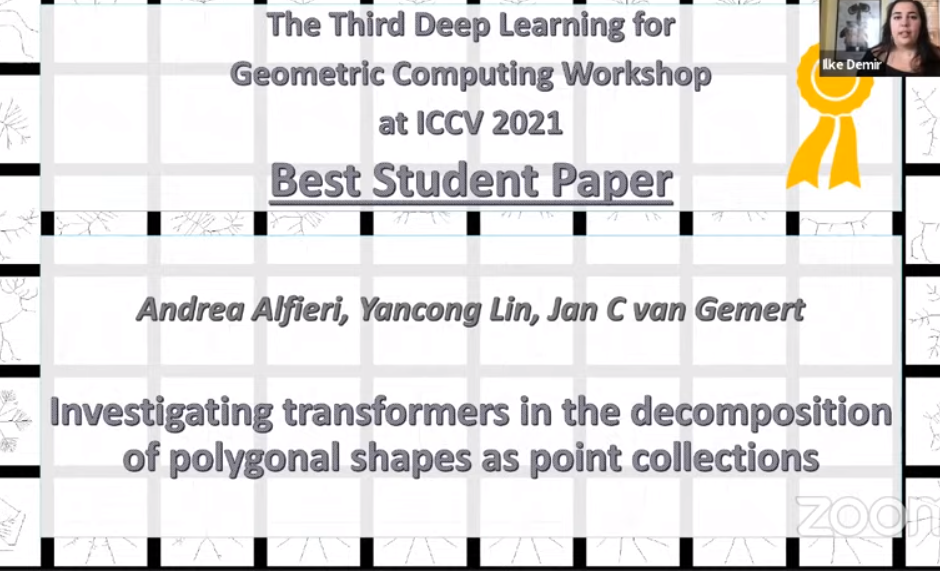 The Third Deep Learning for
Geometric Computing Workshop
at ICCV 2021
Best Student Paper
Ilke Demir
Andrea Alfieri, Yancong Lin, Jan C van Gemert
Investigating transformers in the decomposition
of polygonal shapes as point collections
zoom